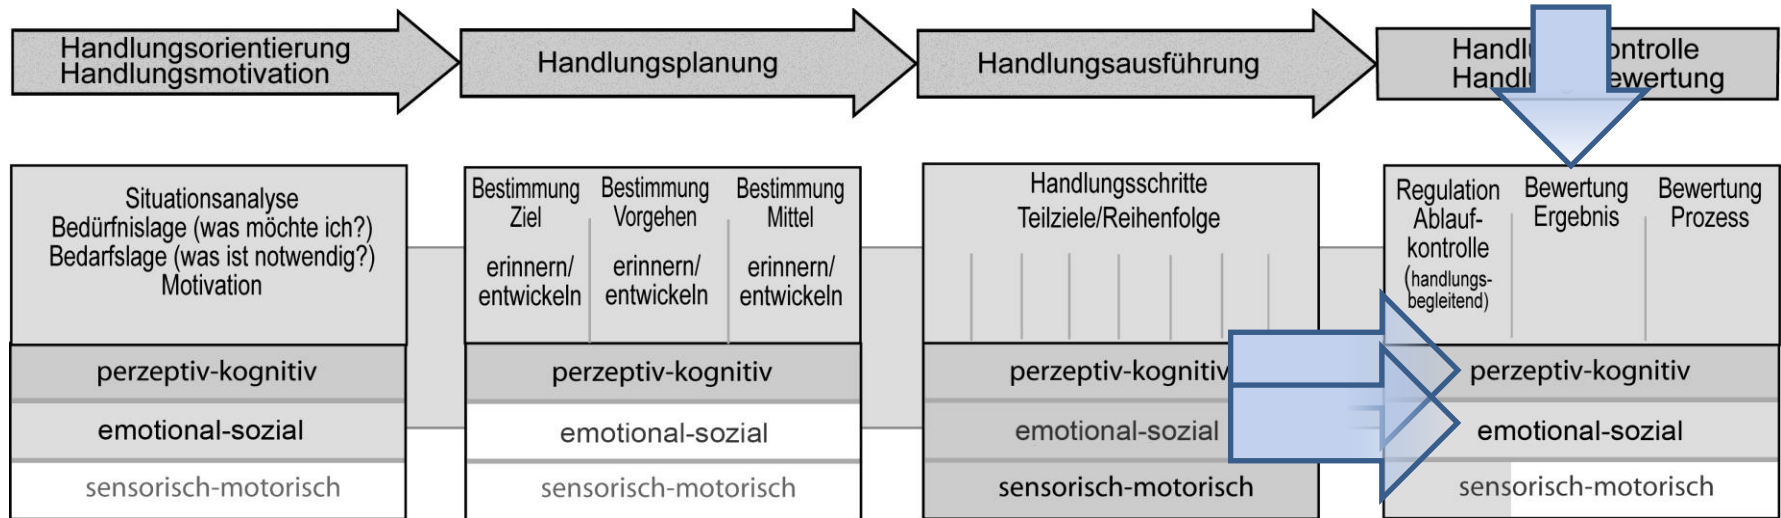 Handlungsorientierung
Handlungsmotivation
Handlungsplanung
Handlungsausführung
Situationsanalyse
Bedürfnislage (was möchte ich?)
Bedarfslage (was ist notwendig?)
Motivation
perzeptiv-kognitiv
emotional-sozial
sensorisch-motorisch
Bestimmung
Ziel
erinnern/
entwickeln
Bestimmung
Vorgehen
erinnern/
entwickeln
Bestimmung
Mittel
erinnern/
entwickeln
perzeptiv-kognitiv
emotional-sozial
sensorisch-motorisch
Handlungsschritte
Teilziele/Reihenfolge
perzeptiv-kognitiv
emotional-sozial
sensorisch-motorisch
Regulation
Ablauf-
kontrolle
(handlungs-
begleitend)
Bewertung
Ergebnis
Bewertung
Prozess
perzeptiv-kognitiv
emotional-sozial
sensorisch-motorisch